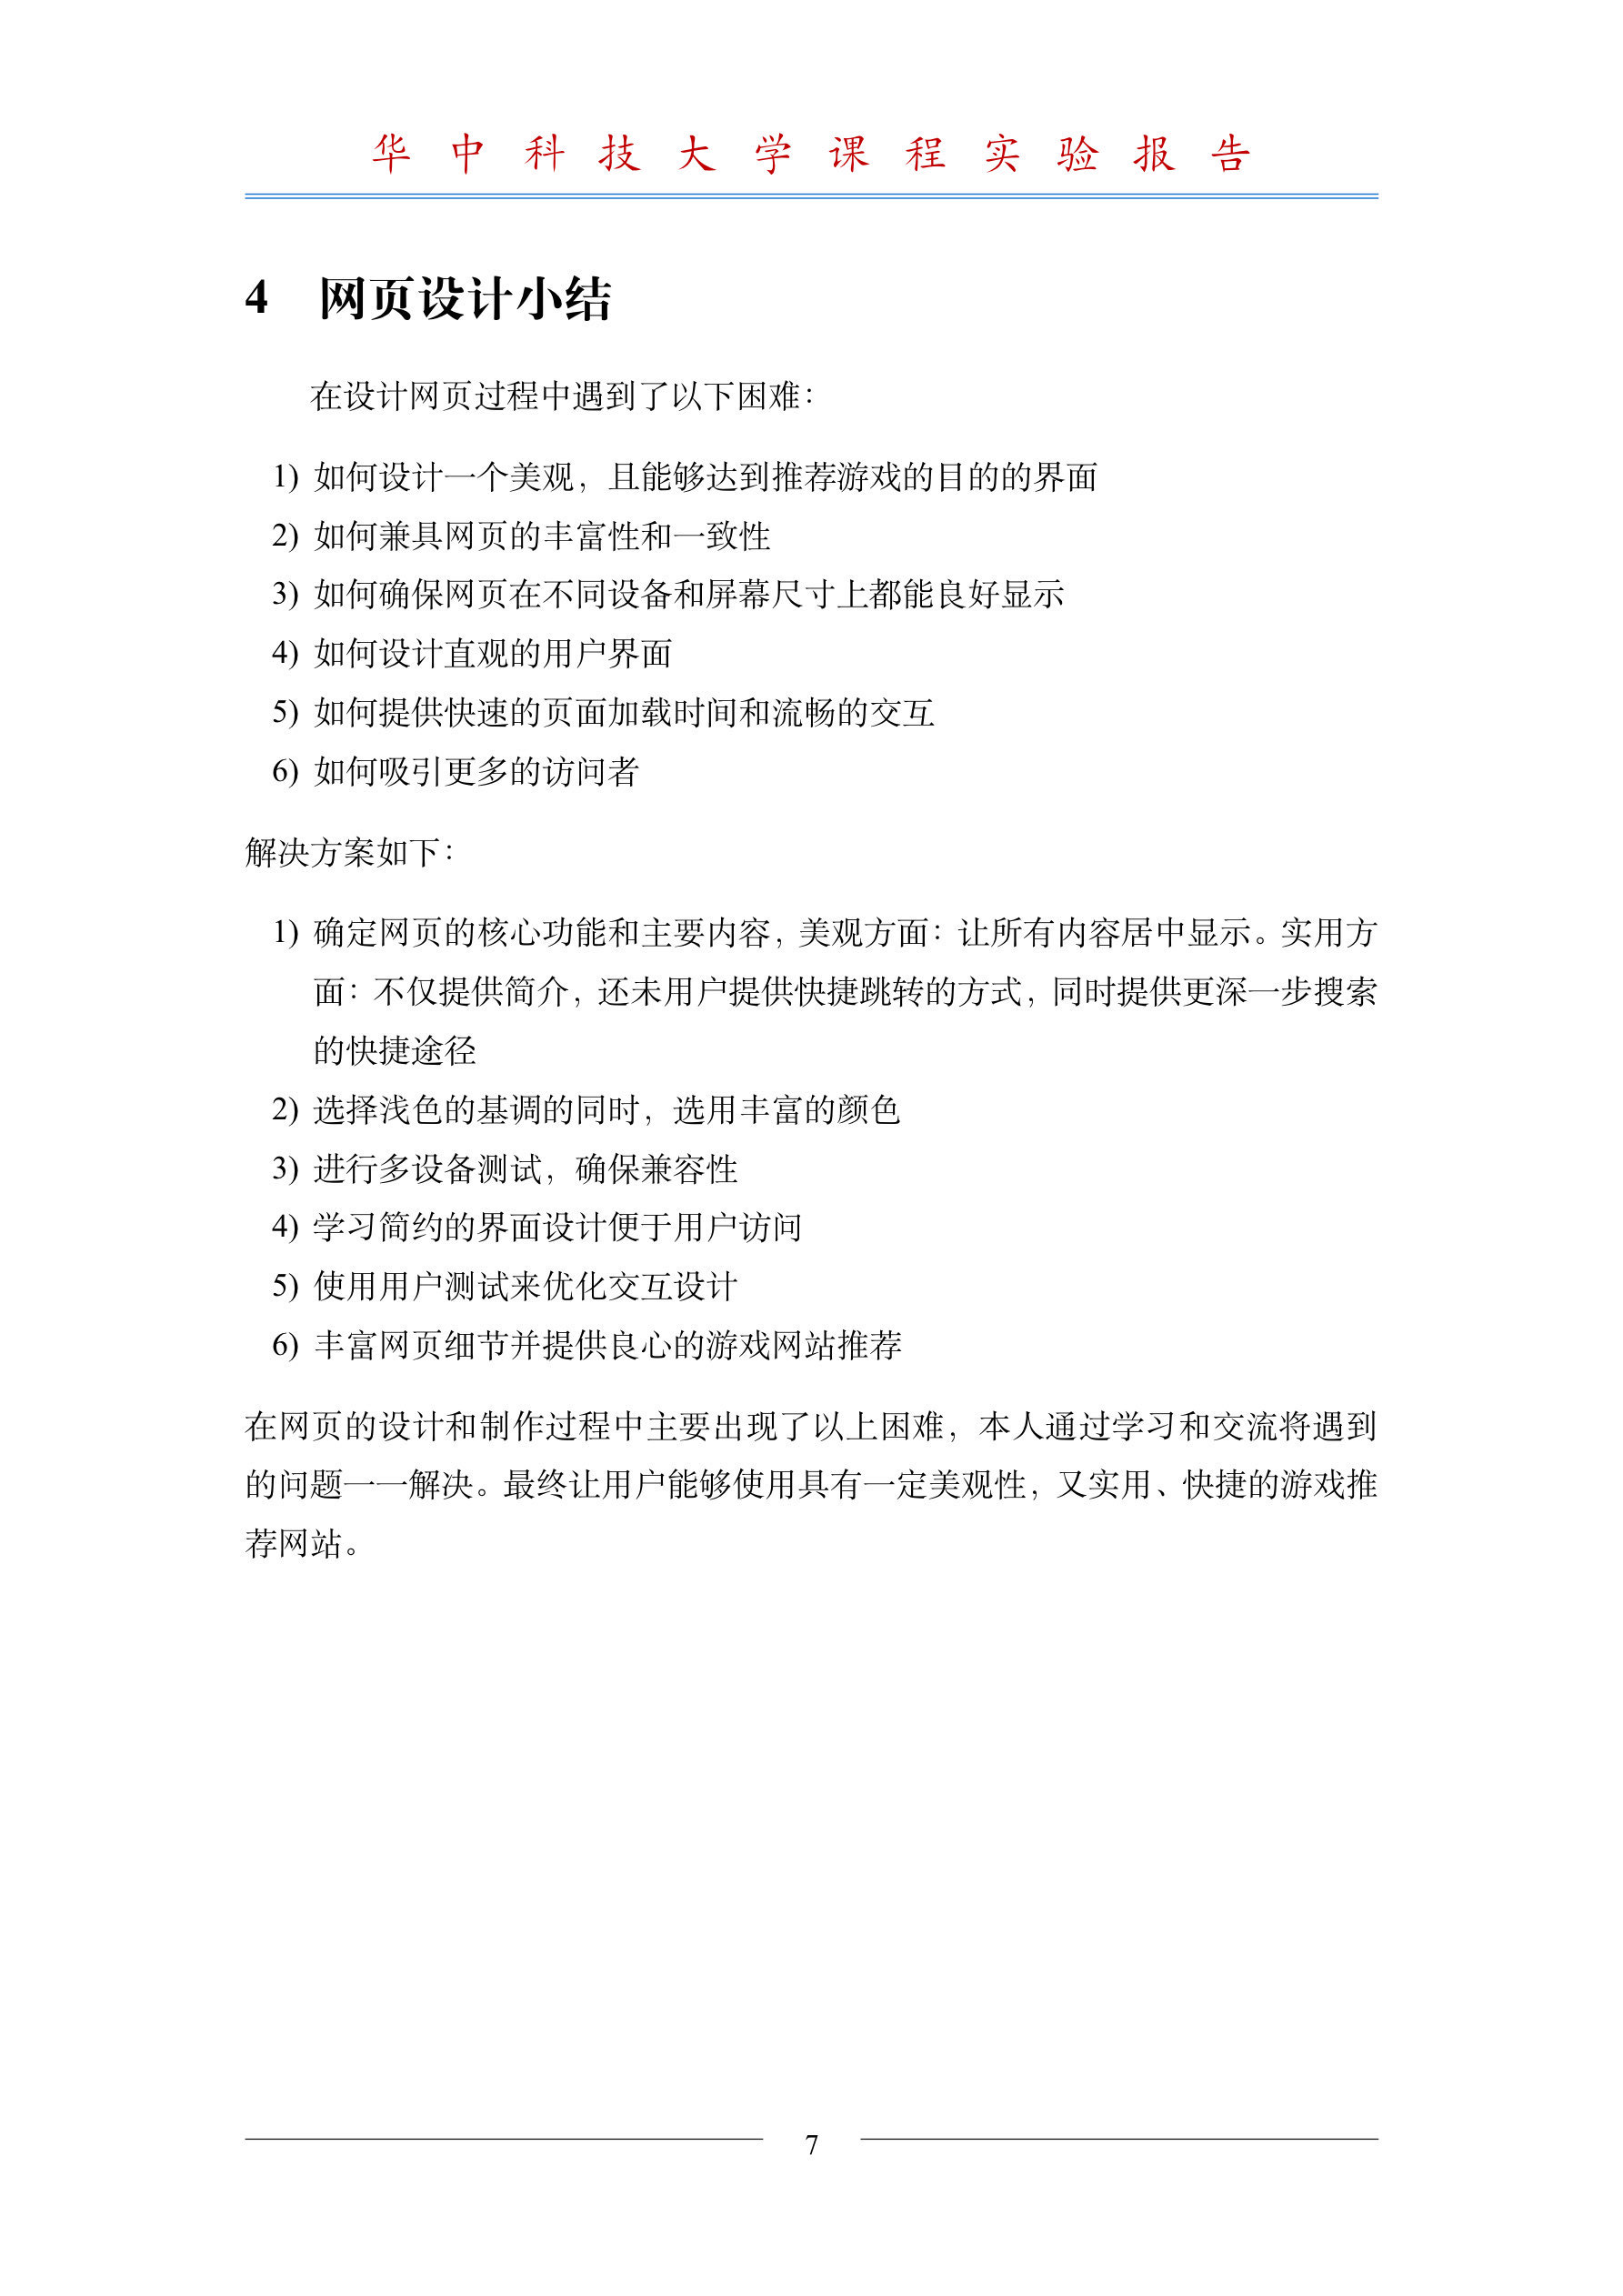 华中科技大学课程实验报告
4 网页设计小结
在设计网页过程中遇到了以下困难：
1) 如何设计一个美观，且能够达到推荐游戏的目的的界面
2) 如何兼具网页的丰富性和一致性
3) 如何确保网页在不同设备和屏幕尺寸上都能良好显示
4) 如何设计直观的用户界面
5) 如何提供快速的页面加载时间和流畅的交互
6) 如何吸引更多的访问者
解决方案如下：
1) 确定网页的核心功能和主要内容，美观方面：让所有内容居中显示。实用方
面：不仅提供简介，还未用户提供快捷跳转的方式，同时提供更深一步搜索
的快捷途径
2) 选择浅色的基调的同时，选用丰富的颜色
3) 进行多设备测试，确保兼容性
4) 学习简约的界面设计便于用户访问
5) 使用用户测试来优化交互设计
6) 丰富网页细节并提供良心的游戏网站推荐
在网页的设计和制作过程中主要出现了以上困难，本人通过学习和交流将遇到
的问题一一解决。最终让用户能够使用具有一定美观性，又实用、快捷的游戏推
荐网站。
7